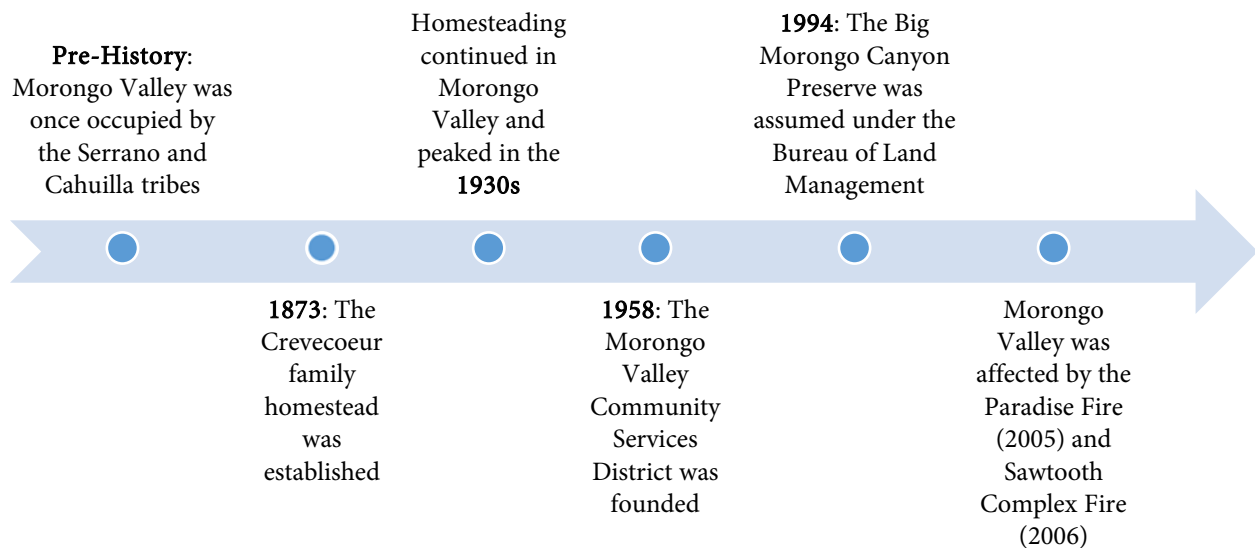 Pre-History:
Morongo Valley was
once occupied by
the Serrano and
Cahuilla tribes
1873: The
Crevecoeur
family
homestead
was
established
Homesteading
continued in
Morongo
Valley and
peaked in the
1930s
1958: The
Morongo
Valley
Community
Services
District was
founded
1994: The Big
Morongo Canyon
Preserve was
assumed under the
Bureau of Land
Management
Morongo
Valley was
affected by the
Paradise Fire
(2005) and
Sawtooth
Complex Fire
(2006)